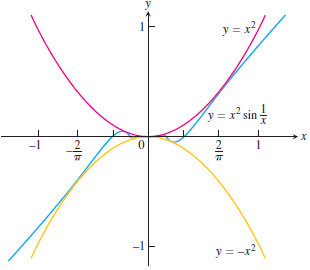 y
1
y = x²
y = x² sin 1/x
x
–1
–2/π
0
2/π
1
–1
y = –x²